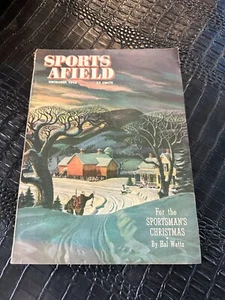 SPORTS
AFIELD
For the
SPORTSMAN'S
CHRISTMAS
By Hal Watts